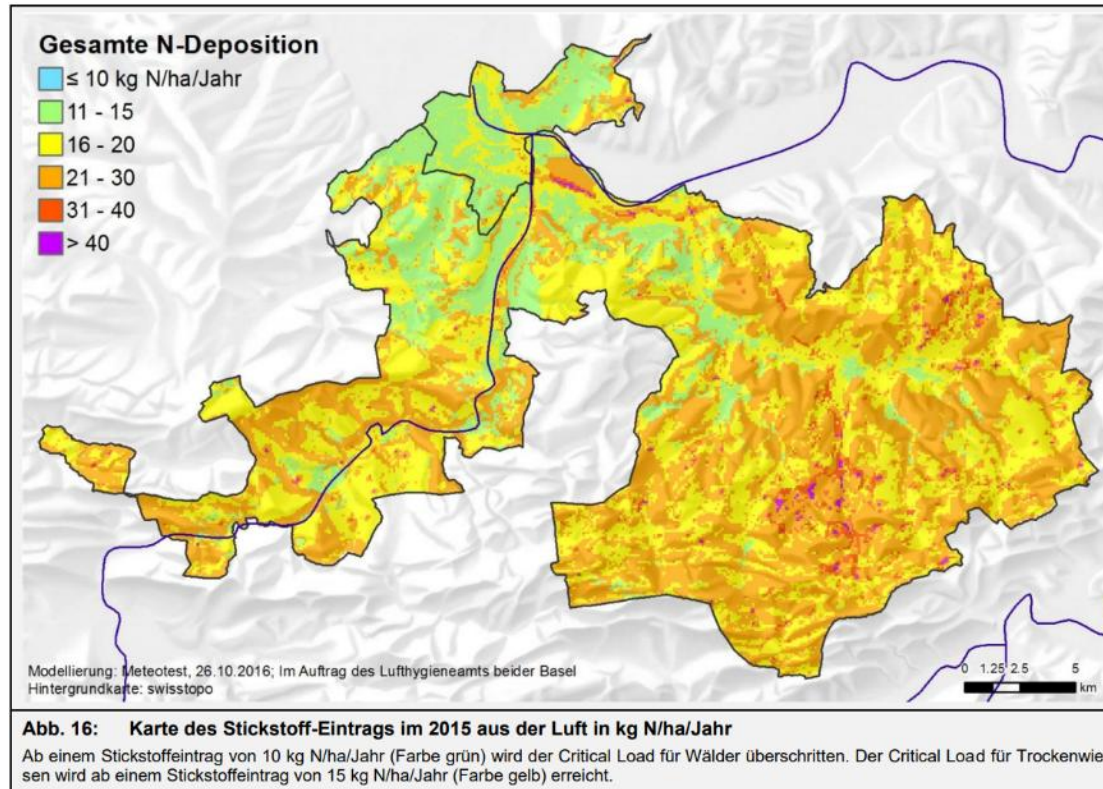 Gesamte N-Deposition
≤ 10 kg N/ha/Jahr
11 - 15
16 - 20
21 - 30
31 - 40
> 40
Modellierung: Meteotest, 26.10.2016; Im Auftrag des Lufthygieneamts beider Basel
Hintergrundkarte: swisstopo
0 1.25 2.5 5
km
Abb. 16: Karte des Stickstoff-Eintrags im 2015 aus der Luft in kg N/ha/Jahr
Ab einem Stickstoffeintrag von 10 kg N/ha/Jahr (Farbe grün) wird der Critical Load für Wälder überschritten. Der Critical Load für Trockenwie
sen wird ab einem Stickstoffeintrag von 15 kg N/ha/Jahr (Farbe gelb) erreicht.